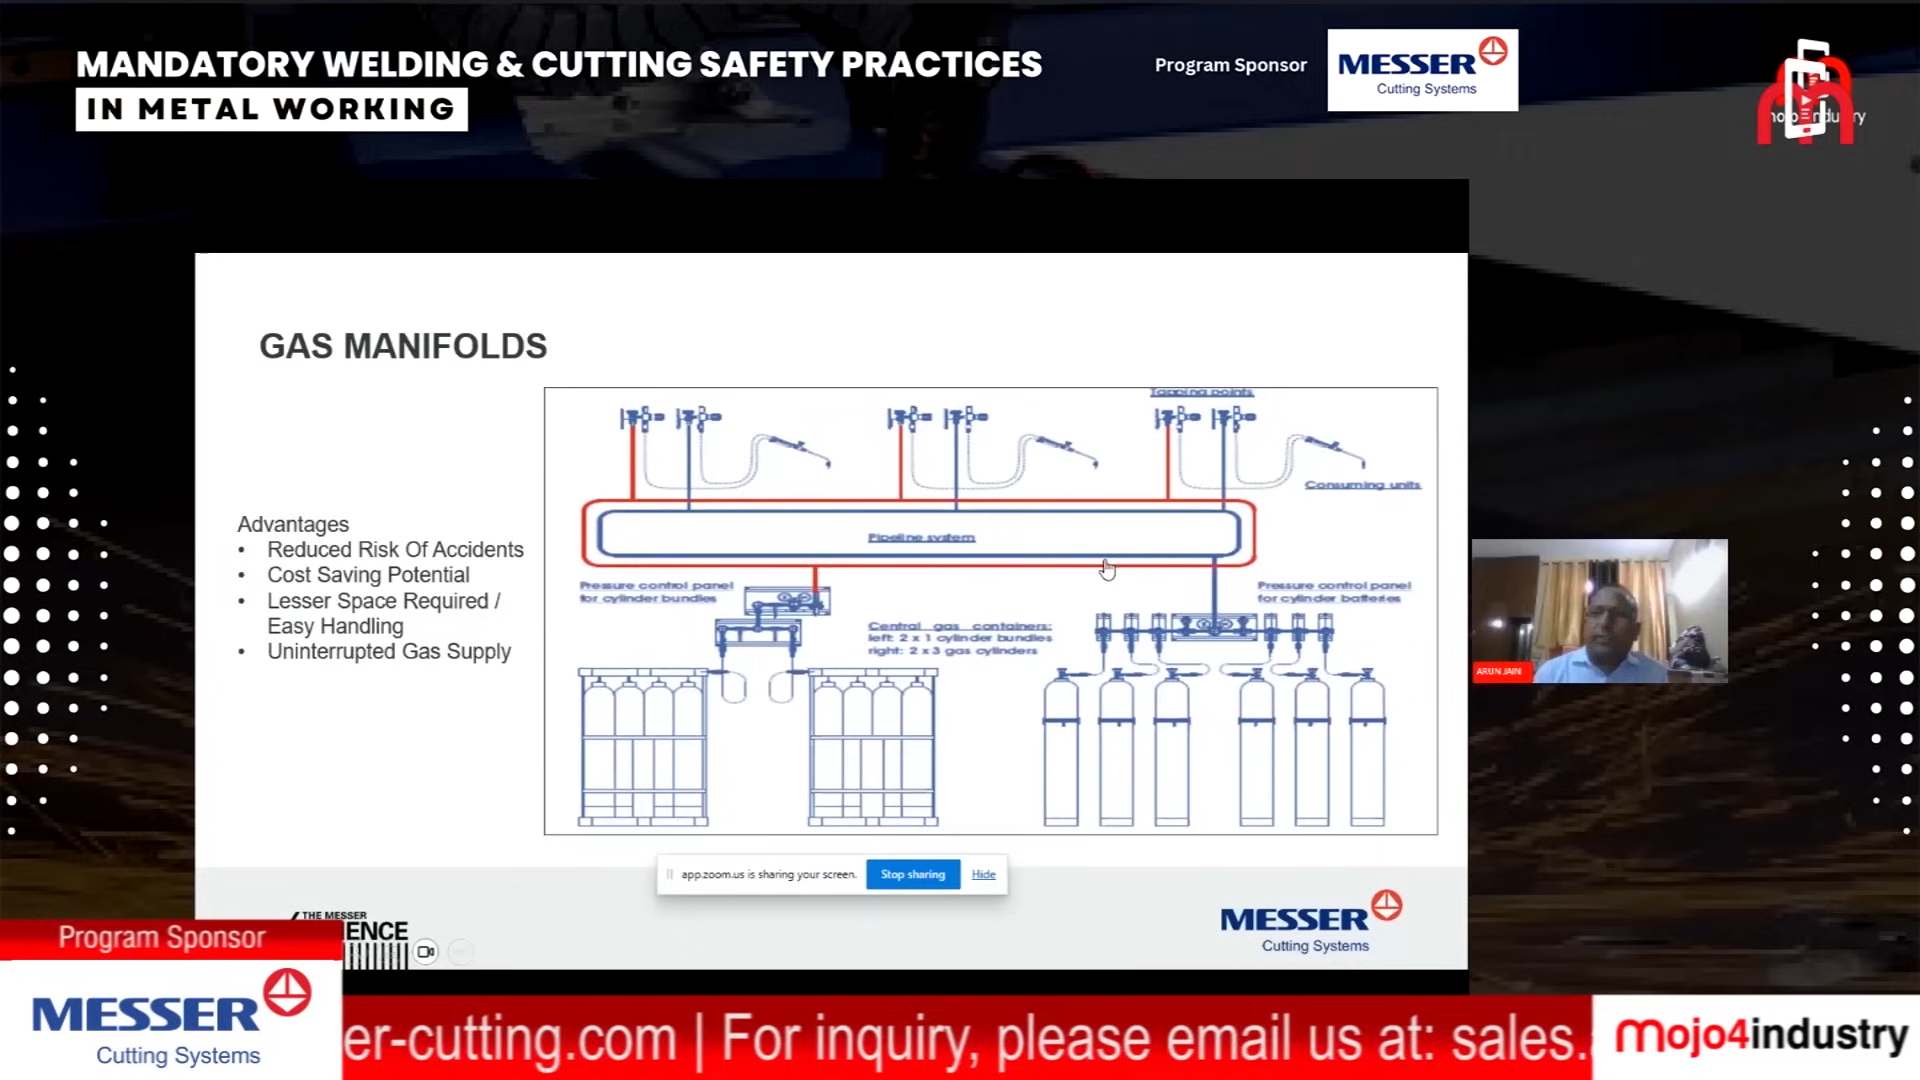 MANDATORY WELDING & CUTTING SAFETY PRACTICES
IN METAL WORKING
Program Sponsor
MESSER
Cutting Systems
GAS MANIFOLDS
Advantages
• Reduced Risk Of Accidents
• Cost Saving Potential
• Lesser Space Required /
Easy Handling
• Uninterrupted Gas Supply
Tapping points
Consuming units
Pipeline system
Pressure control panel
for cylinder bundles
Pressure control panel
for cylinder batteries
Central gas containers:
left: 2 x 1 cylinder bundles
right: 2 x 3 gas cylinders
ARUN JAIN
app.zoom.us is sharing your screen.
Stop sharing
Hide
THE MESSER
ENCE
MESSER
Cutting Systems
Program Sponsor
MESSER
Cutting Systems
er-cutting.com | For inquiry, please email us at: sales.
mojo4industry